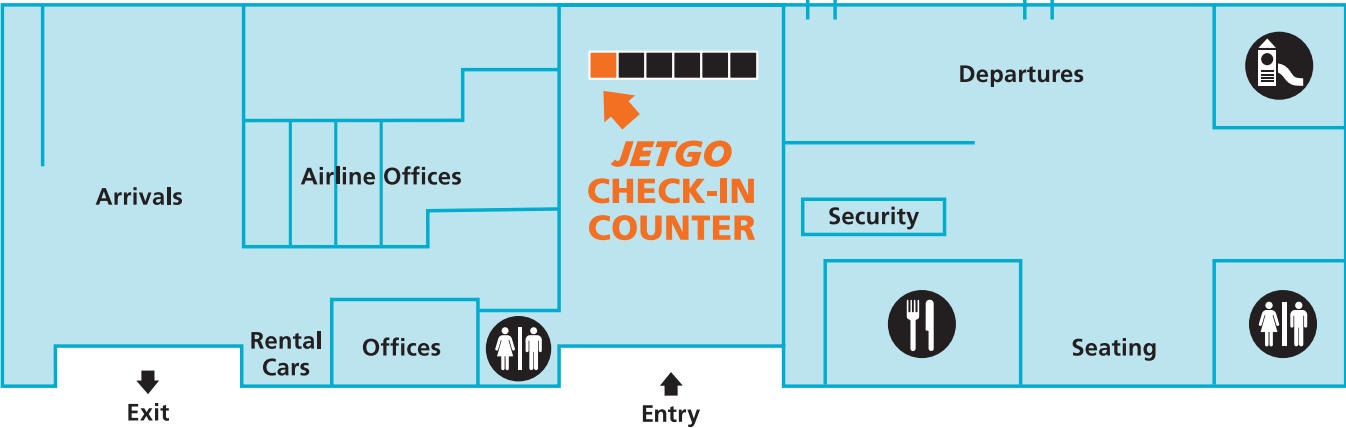 Departures
JETGO
CHECK-IN
COUNTER
Airline Offices
Arrivals
Security
Rental
Cars
Offices
Seating
Exit
Entry